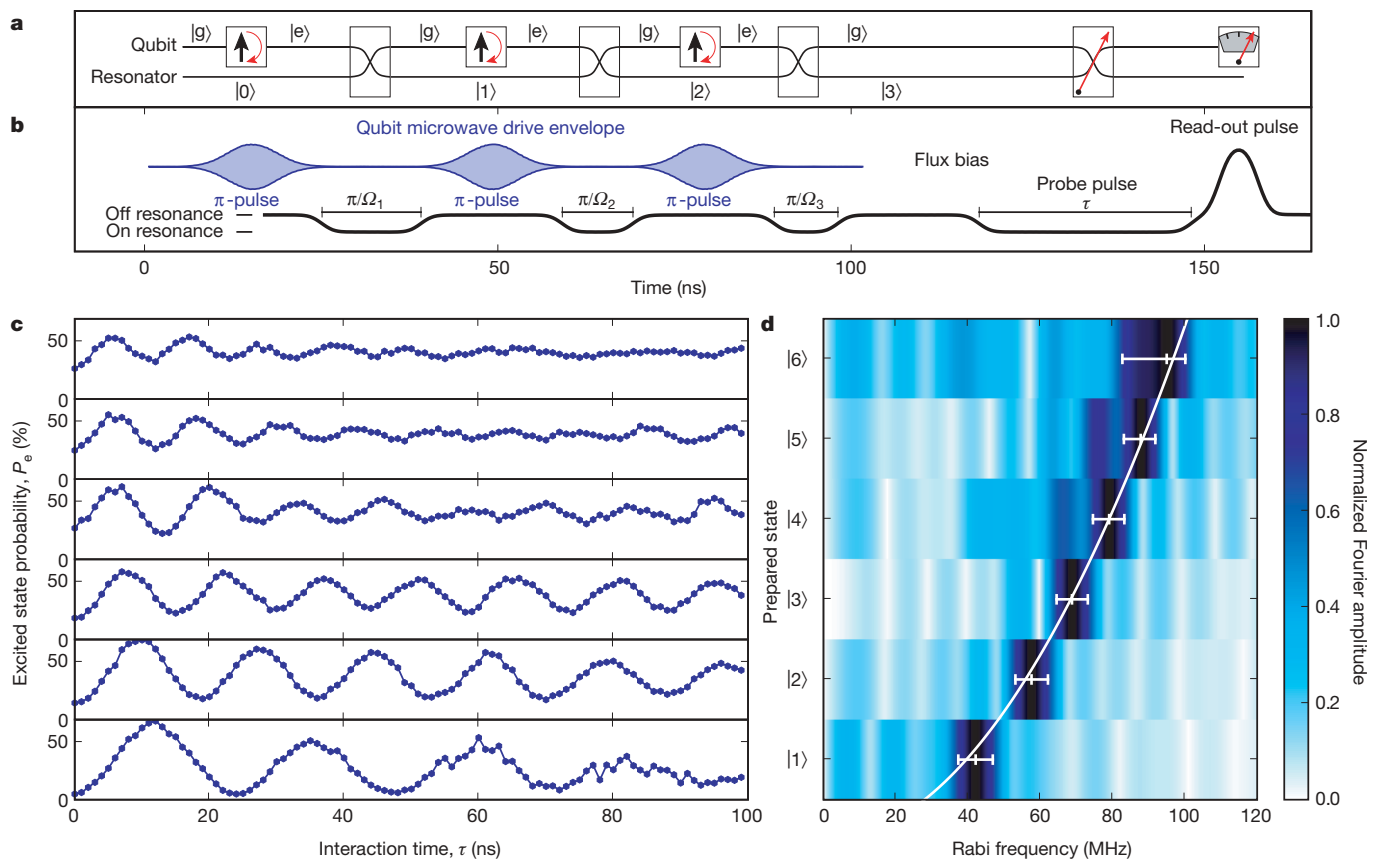 a
|g⟩ |e⟩ |g⟩ |e⟩ |g⟩ |e⟩ |g⟩
Qubit
Resonator
|0⟩ |1⟩ |2⟩ |3⟩
b
Qubit microwave drive envelope
Read-out pulse
Flux bias
Probe pulse
π-pulse π/Ω1 π-pulse π/Ω2 π-pulse π/Ω3 τ
Off resonance
On resonance
0 50 100 150
Time (ns)
c
50
0
50
0
50
0
50
0
50
0
50
0
0 20 40 60 80 100
Excited state probability, Pe (%)
Interaction time, τ (ns)
d
|6⟩
|5⟩
|4⟩
|3⟩
|2⟩
|1⟩
Prepared state
0 20 40 60 80 100 120
Rabi frequency (MHz)
1.0
0.8
0.6
0.4
0.2
0.0
Normalized Fourier amplitude